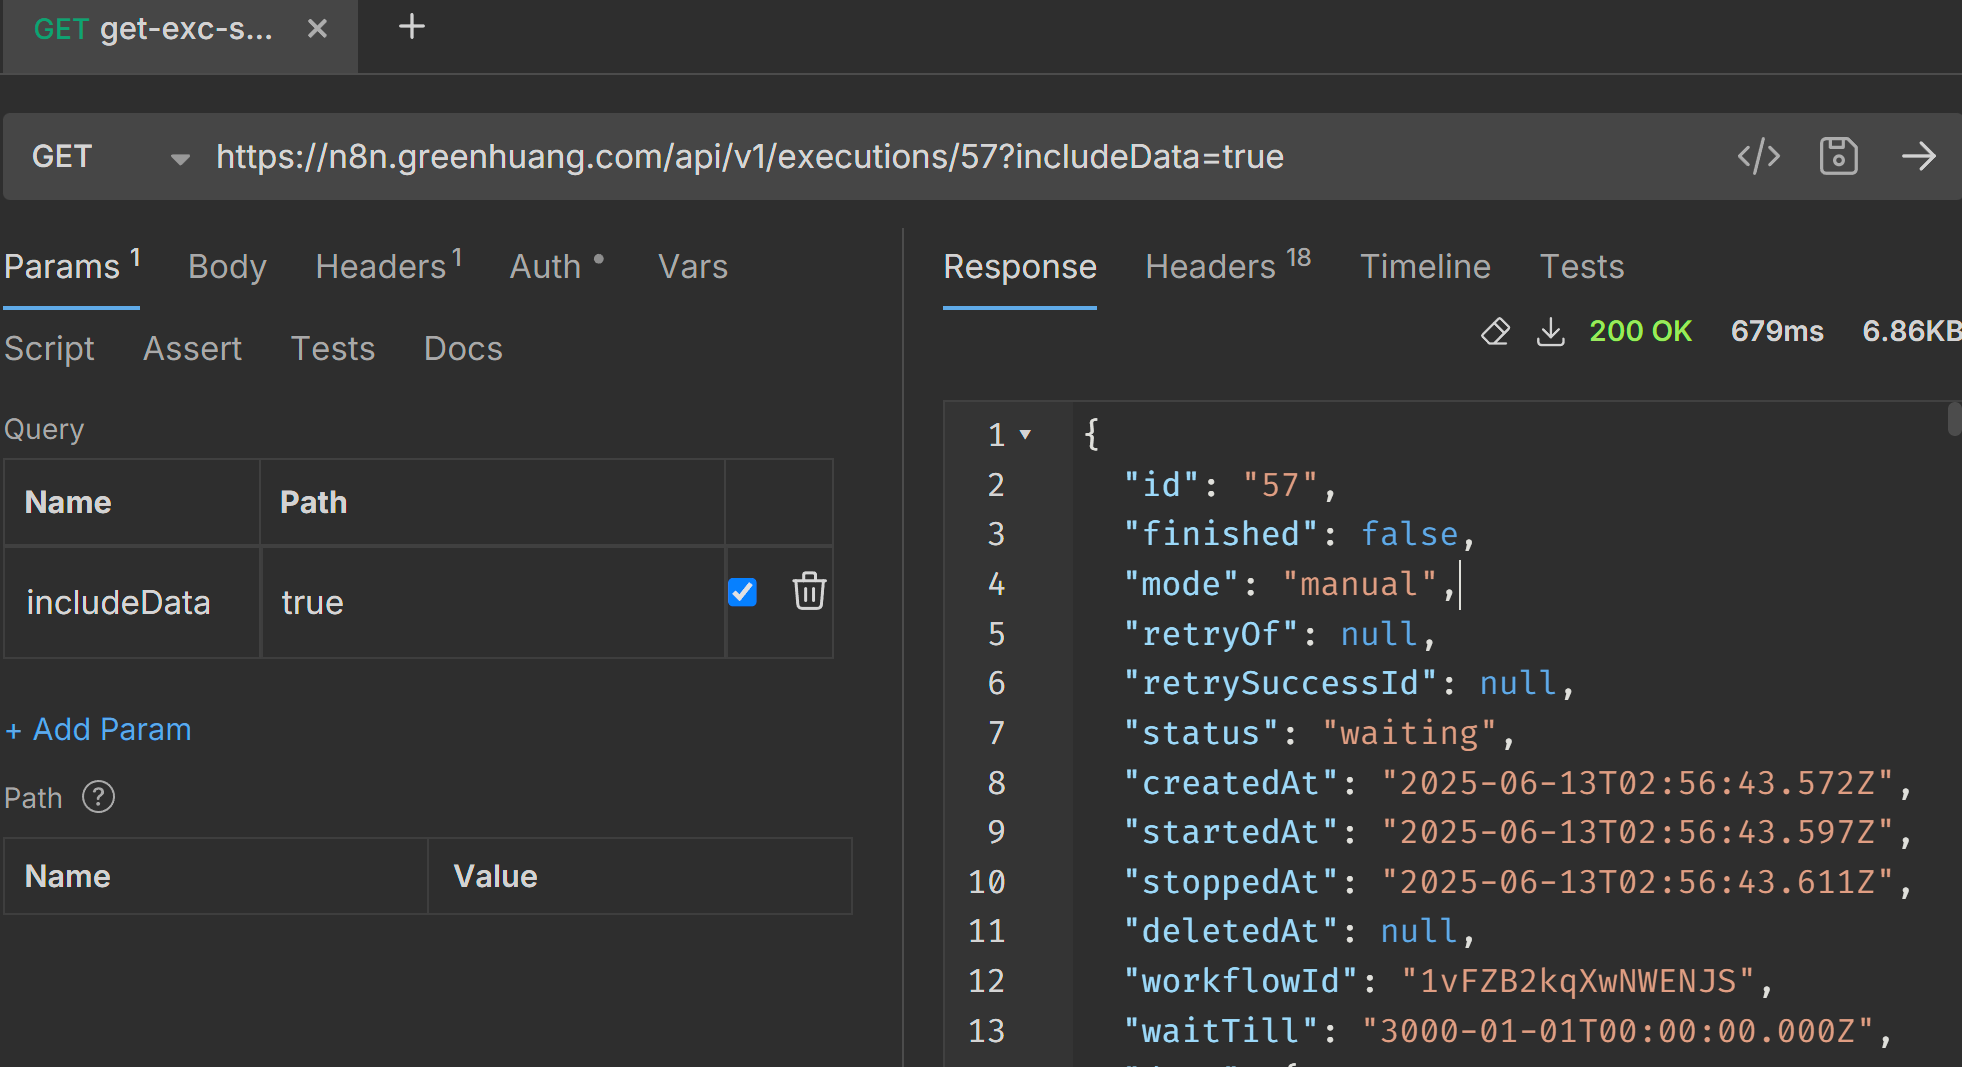 GET get-exc-s...
GET https://n8n.greenhuang.com/api/v1/executions/57?includeData=true
Params 1 Body Headers 1 Auth Vars
Script Assert Tests Docs
Query
Name Path
includeData true
+ Add Param
Path ?
Name Value
Response Headers 18 Timeline Tests
200 OK 679ms 6.86KB
1 {
2 "id": "57",
3 "finished": false,
4 "mode": "manual",
5 "retryOf": null,
6 "retrySuccessId": null,
7 "status": "waiting",
8 "createdAt": "2025-06-13T02:56:43.572Z",
9 "startedAt": "2025-06-13T02:56:43.597Z",
10 "stoppedAt": "2025-06-13T02:56:43.611Z",
11 "deletedAt": null,
12 "workflowId": "1vFZB2kqXwNWENJS",
13 "waitTill": "3000-01-01T00:00:00.000Z",